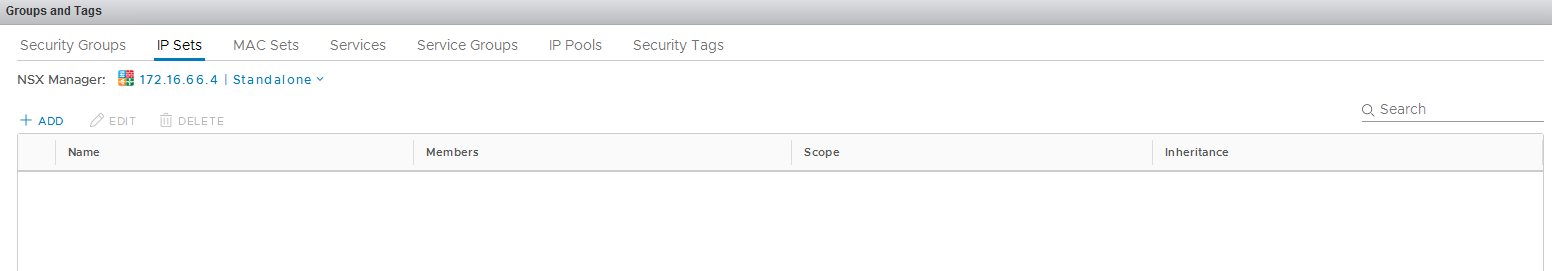 Groups and Tags
Security Groups IP Sets MAC Sets Services Service Groups IP Pools Security Tags
NSX Manager: 172.16.66.4 | Standalone
ADD EDIT DELETE Search
Name Members Scope Inheritance